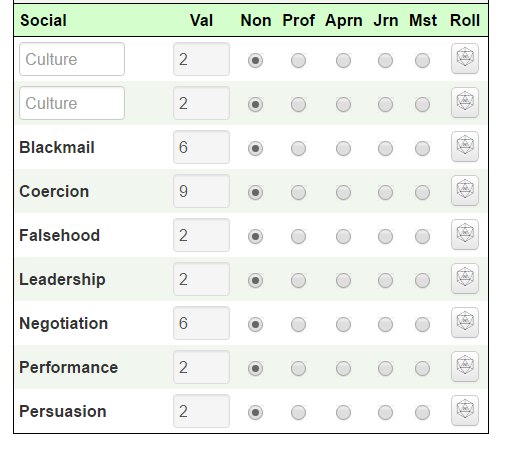 Social Val Non Prof Aprn Jrn Mst Roll
Culture 2
Culture 2
Blackmail 6
Coercion 9
Falsehood 2
Leadership 2
Negotiation 6
Performance 2
Persuasion 2